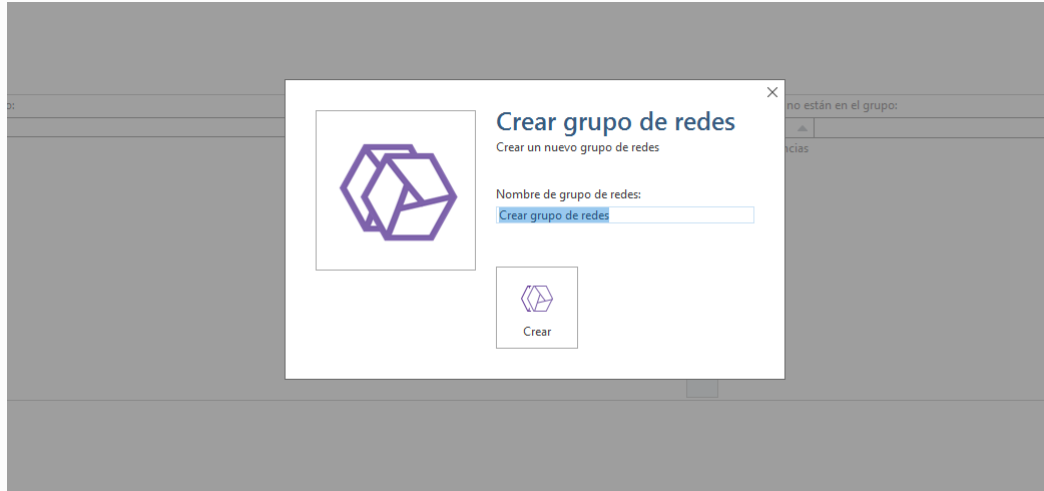 no están en el grupo:
Crear grupo de redes
Crear un nuevo grupo de redes
Nombre de grupo de redes:
Crear grupo de redes
Crear